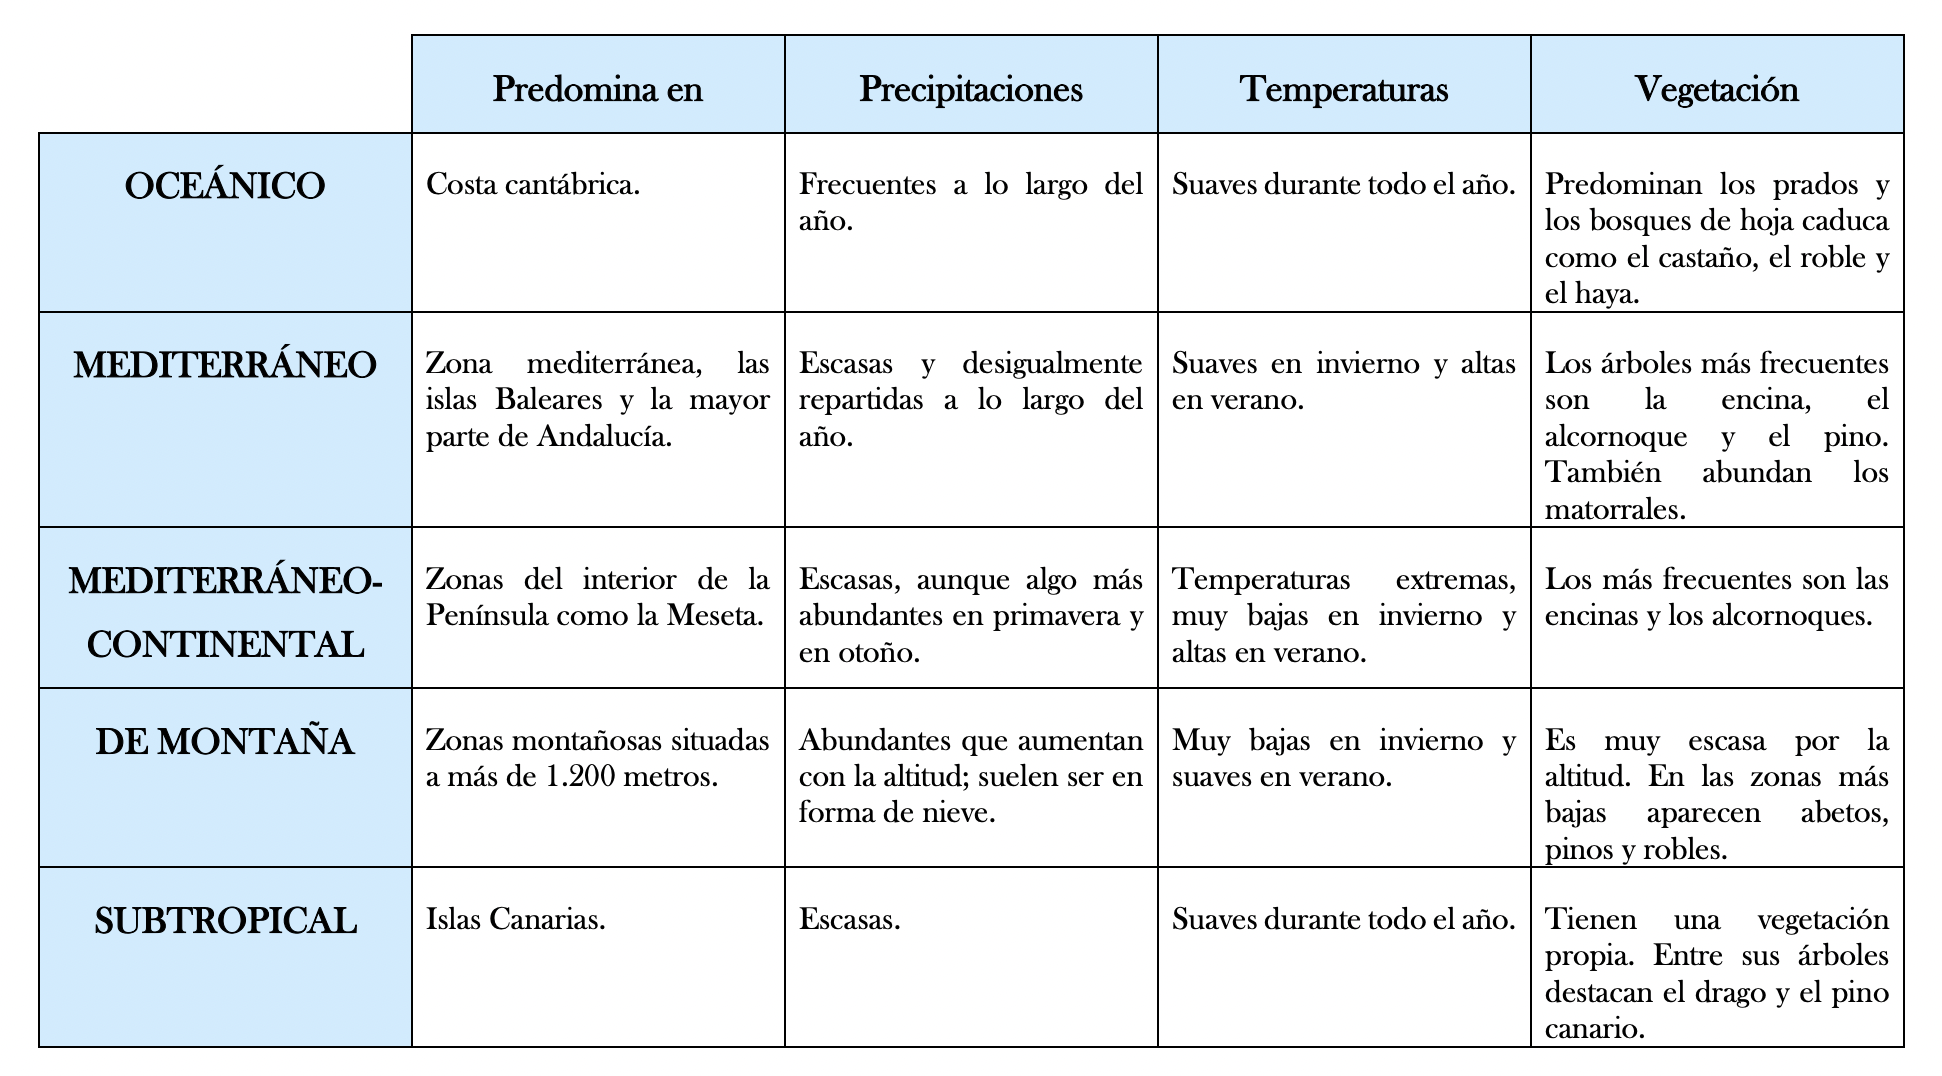 Predomina en
Precipitaciones
Temperaturas
Vegetación
OCEÁNICO
Costa cantábrica.
Frecuentes a lo largo del
año.
Suaves durante todo el año.
Predominan los prados y
los bosques de hoja caduca
como el castaño, el roble y
el haya.
MEDITERRÁNEO
Zona mediterránea, las
islas Baleares y la mayor
parte de Andalucía.
Escasas y desigualmente
repartidas a lo largo del
año.
Suaves en invierno y altas
en verano.
Los árboles más frecuentes
son la encina, el
alcornoque y el pino.
También abundan los
matorrales.
MEDITERRÁNEO-
CONTINENTAL
Zonas del interior de la
Península como la Meseta.
Escasas, aunque algo más
abundantes en primavera y
en otoño.
Temperaturas extremas,
muy bajas en invierno y
altas en verano.
Los más frecuentes son las
encinas y los alcornoques.
DE MONTAÑA
Zonas montañosas situadas
a más de 1.200 metros.
Abundantes que aumentan
con la altitud; suelen ser en
forma de nieve.
Muy bajas en invierno y
suaves en verano.
Es muy escasa por la
altitud. En las zonas más
bajas aparecen abetos,
pinos y robles.
SUBTROPICAL
Islas Canarias.
Escasas.
Suaves durante todo el año.
Tienen una vegetación
propia. Entre sus árboles
destacan el drago y el pino
canario.